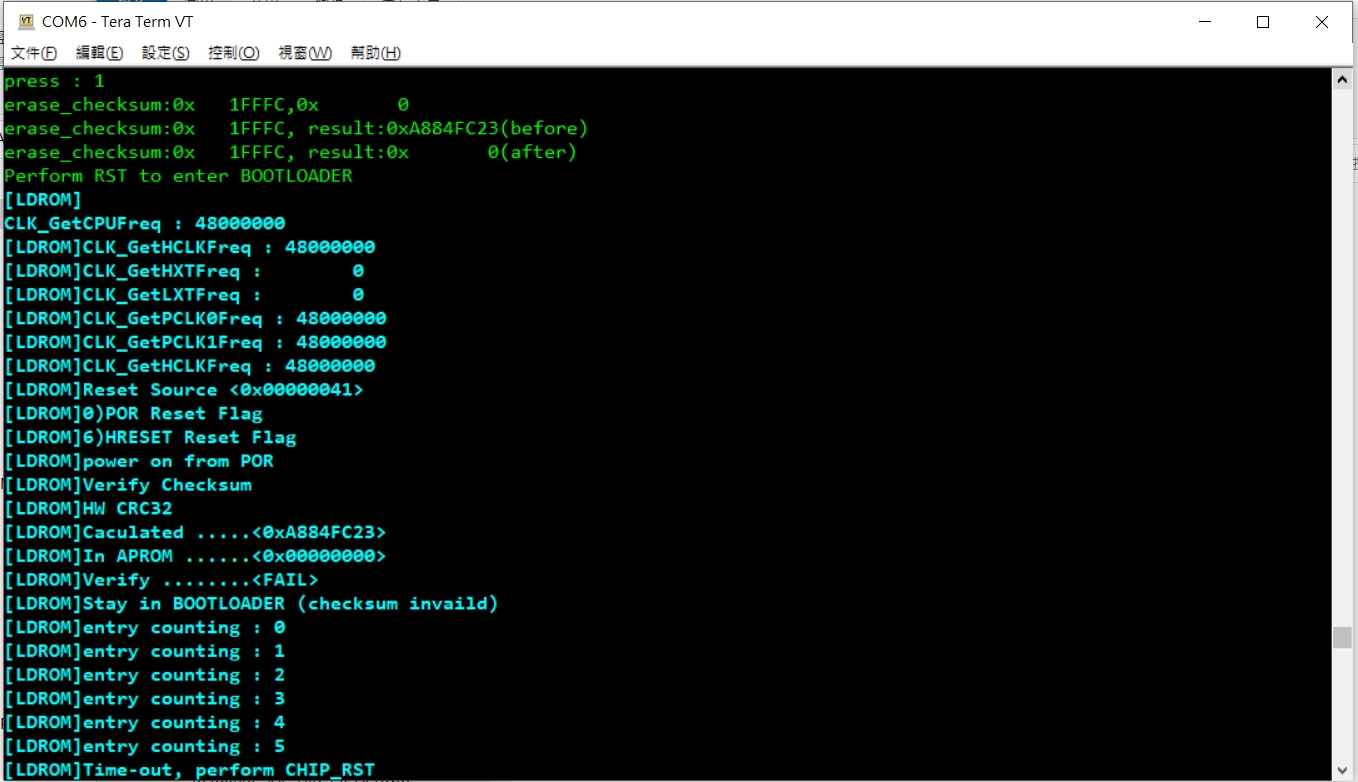 COM6 - Tera Term VT
文件(F) 編輯(E) 設定(S) 控制(O) 視窗(W) 幫助(H)
press : 1
erase_checksum:0x   1FFFC,0x       0
erase_checksum:0x   1FFFC, result:0xA884FC23(before)
erase_checksum:0x   1FFFC, result:0x       0(after)
Perform RST to enter BOOTLOADER
[LDROM]
CLK_GetCPUFreq : 48000000
[LDROM]CLK_GetHCLKFreq : 48000000
[LDROM]CLK_GetHXTFreq :        0
[LDROM]CLK_GetLXTFreq :        0
[LDROM]CLK_GetPCLK0Freq : 48000000
[LDROM]CLK_GetPCLK1Freq : 48000000
[LDROM]CLK_GetHCLKFreq : 48000000
[LDROM]Reset Source <0x00000041>
[LDROM]0)POR Reset Flag
[LDROM]6)HRESET Reset Flag
[LDROM]power on from POR
[LDROM]Verify Checksum
[LDROM]HW CRC32
[LDROM]Caculated .....<0xA884FC23>
[LDROM]In APROM ......<0x00000000>
[LDROM]Verify ........<FAIL>
[LDROM]Stay in BOOTLOADER (checksum invaild)
[LDROM]entry counting : 0
[LDROM]entry counting : 1
[LDROM]entry counting : 2
[LDROM]entry counting : 3
[LDROM]entry counting : 4
[LDROM]entry counting : 5
[LDROM]Time-out, perform CHIP_RST